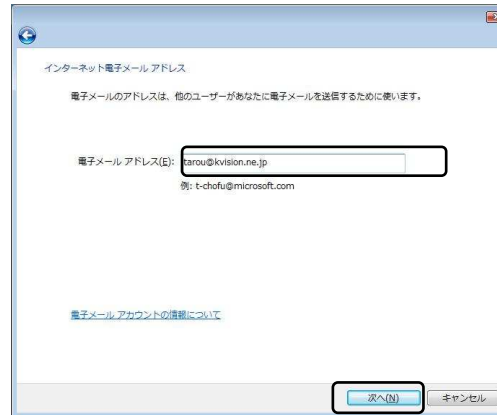 インターネット電子メール アドレス
電子メールのアドレスは、他のユーザーがあなたに電子メールを送信するために使います。
電子メール アドレス(E): tarou@kvision.ne.jp
例: t-chofu@microsoft.com
電子メール アカウントの情報について
次へ(N) キャンセル